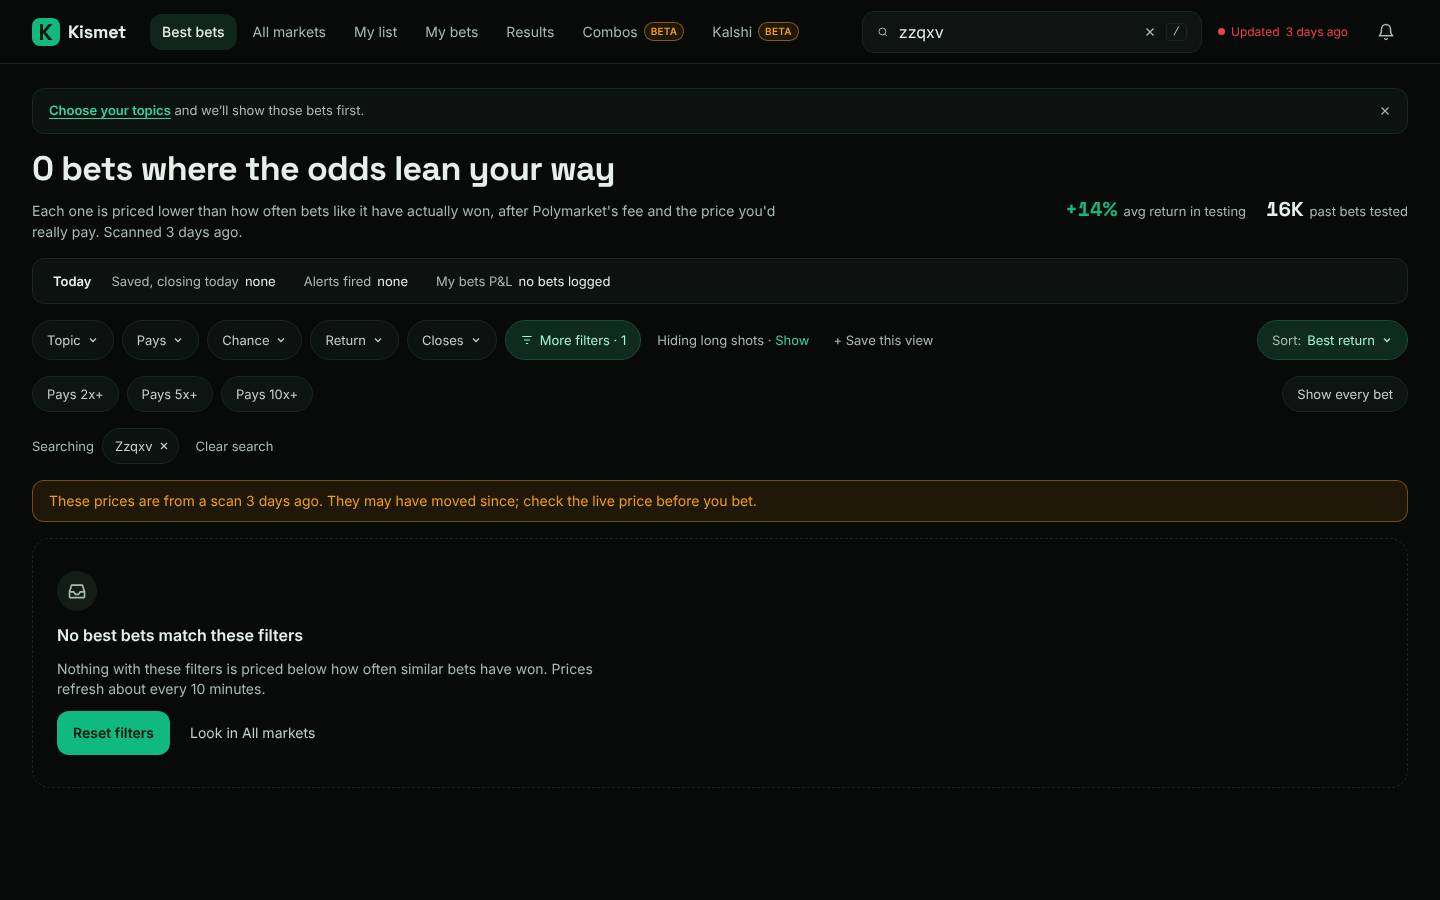 K Kismet Best bets All markets My list My bets Results Combos BETA Kalshi BETA zzqxv / Updated 3 days ago
Choose your topics and we'll show those bets first.
0 bets where the odds lean your way
Each one is priced lower than how often bets like it have actually won, after Polymarket's fee and the price you'd
really pay. Scanned 3 days ago.
+14% avg return in testing 16K past bets tested
Today Saved, closing today none Alerts fired none My bets P&L no bets logged
Topic Pays Chance Return Closes More filters · 1 Hiding long shots · Show + Save this view Sort: Best return
Pays 2x+ Pays 5x+ Pays 10x+ Show every bet
Searching Zzqxv × Clear search
These prices are from a scan 3 days ago. They may have moved since; check the live price before you bet.
No best bets match these filters
Nothing with these filters is priced below how often similar bets have won. Prices
refresh about every 10 minutes.
Reset filters Look in All markets